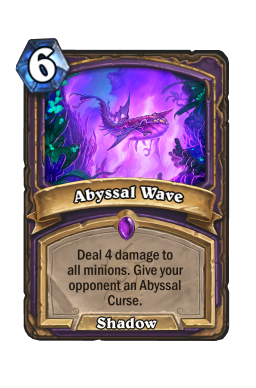 6
Abyssal Wave
Deal 4 damage to
all minions. Give your
opponent an Abyssal
Curse.
Shadow